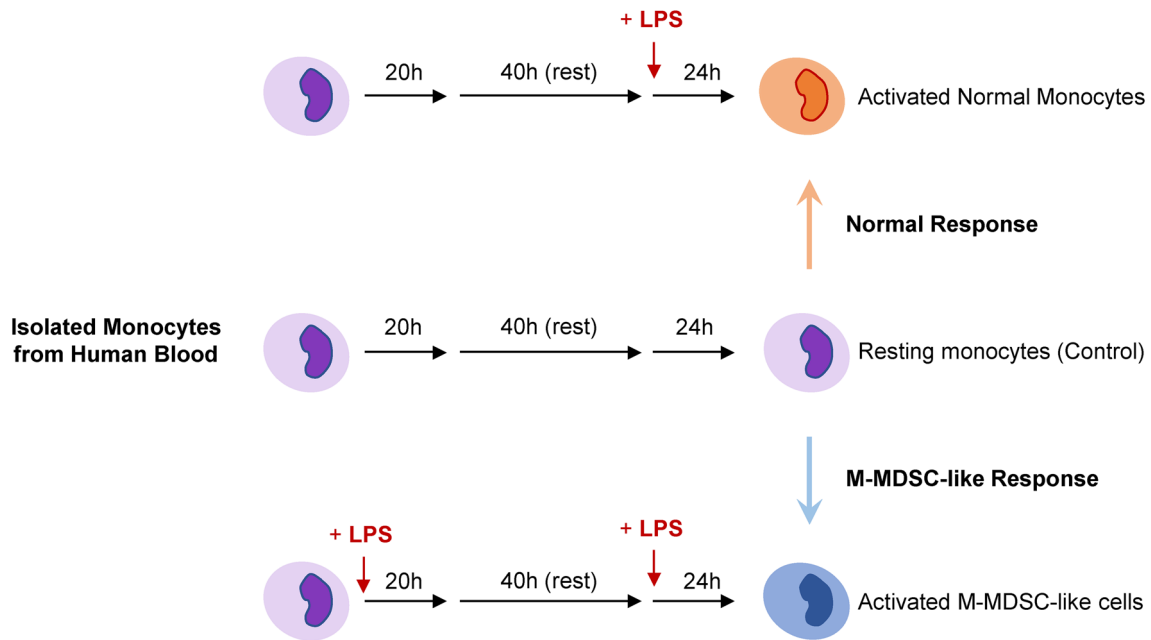 + LPS
20h
40h (rest)
24h
Activated Normal Monocytes
Normal Response
Isolated Monocytes
from Human Blood
20h
40h (rest)
24h
Resting monocytes (Control)
M-MDSC-like Response
+ LPS
+ LPS
20h
40h (rest)
24h
Activated M-MDSC-like cells